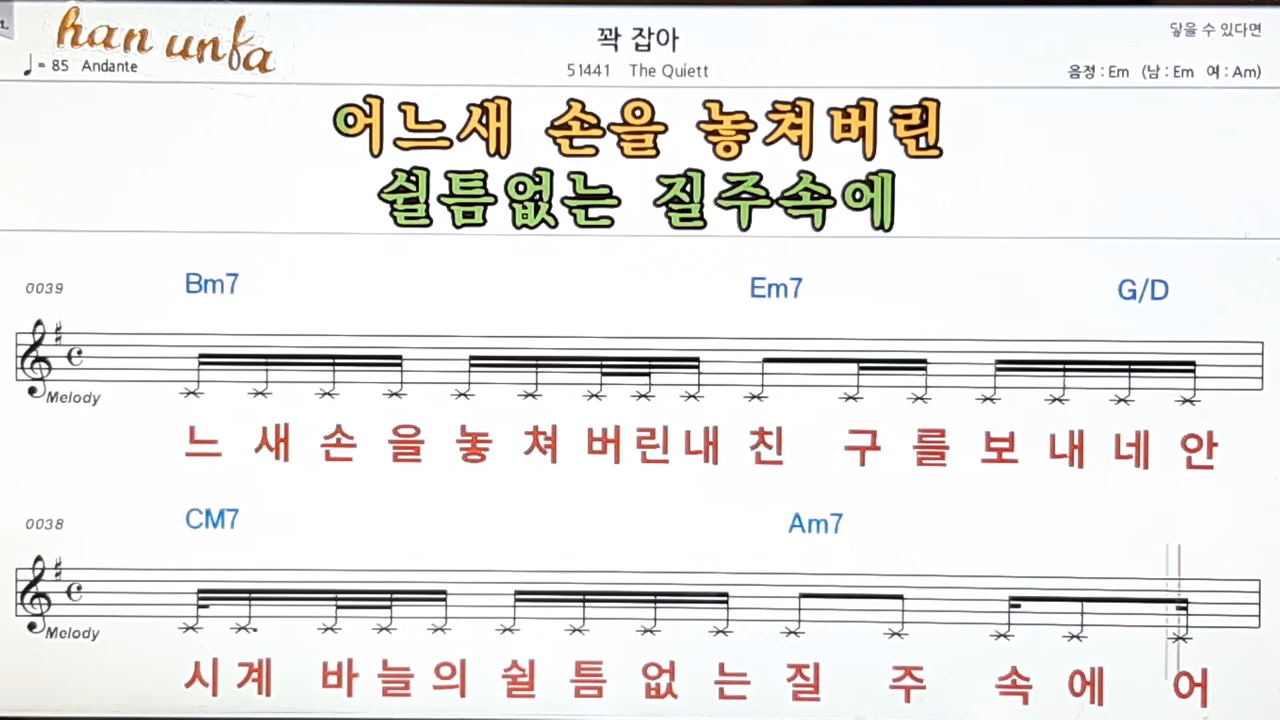 han unfa
꽉 잡아
닿을 수 있다면
♩= 85 Andante
51441 The Quiett
음정 : Em (남 : Em 여 : Am)
어느새 손을 놓쳐버린
쉴틈없는 질주속에
0039 Bm7 Em7 G/D
Melody
느 새 손 을 놓 쳐 버 린 내 친 구 를 보 내 네 안
0038 CM7 Am7
Melody
시 계 바 늘 의 쉴 틈 없 는 질 주 속 에 어